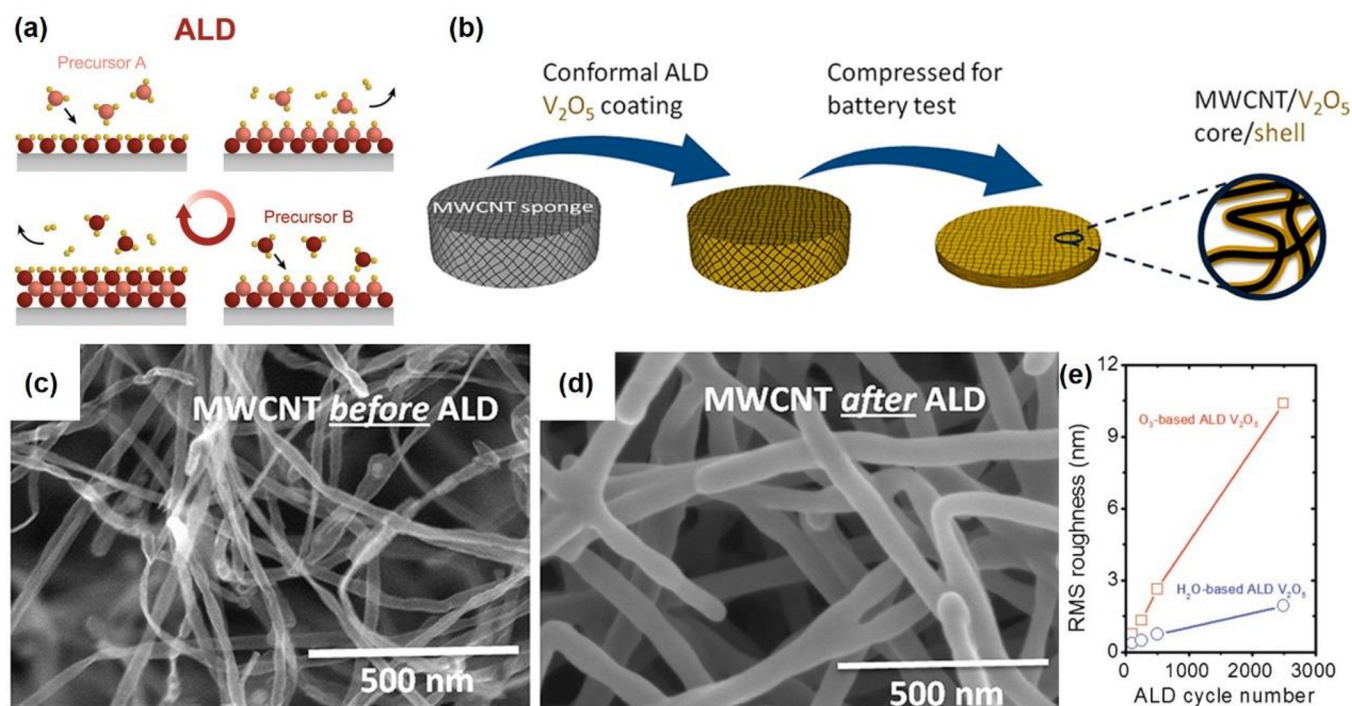 (a)
ALD
Precursor A
Precursor B
(b)
Conformal ALD
V₂O₅ coating
Compressed for
battery test
MWCNT/V₂O₅
core/shell
MWCNT sponge
(c)
MWCNT before ALD
500 nm
(d)
MWCNT after ALD
500 nm
(e)
12
9
6
3
0
RMS roughness (nm)
O₃-based ALD V₂O₅
H₂O-based ALD V₂O₅
0
1000
2000
3000
ALD cycle number